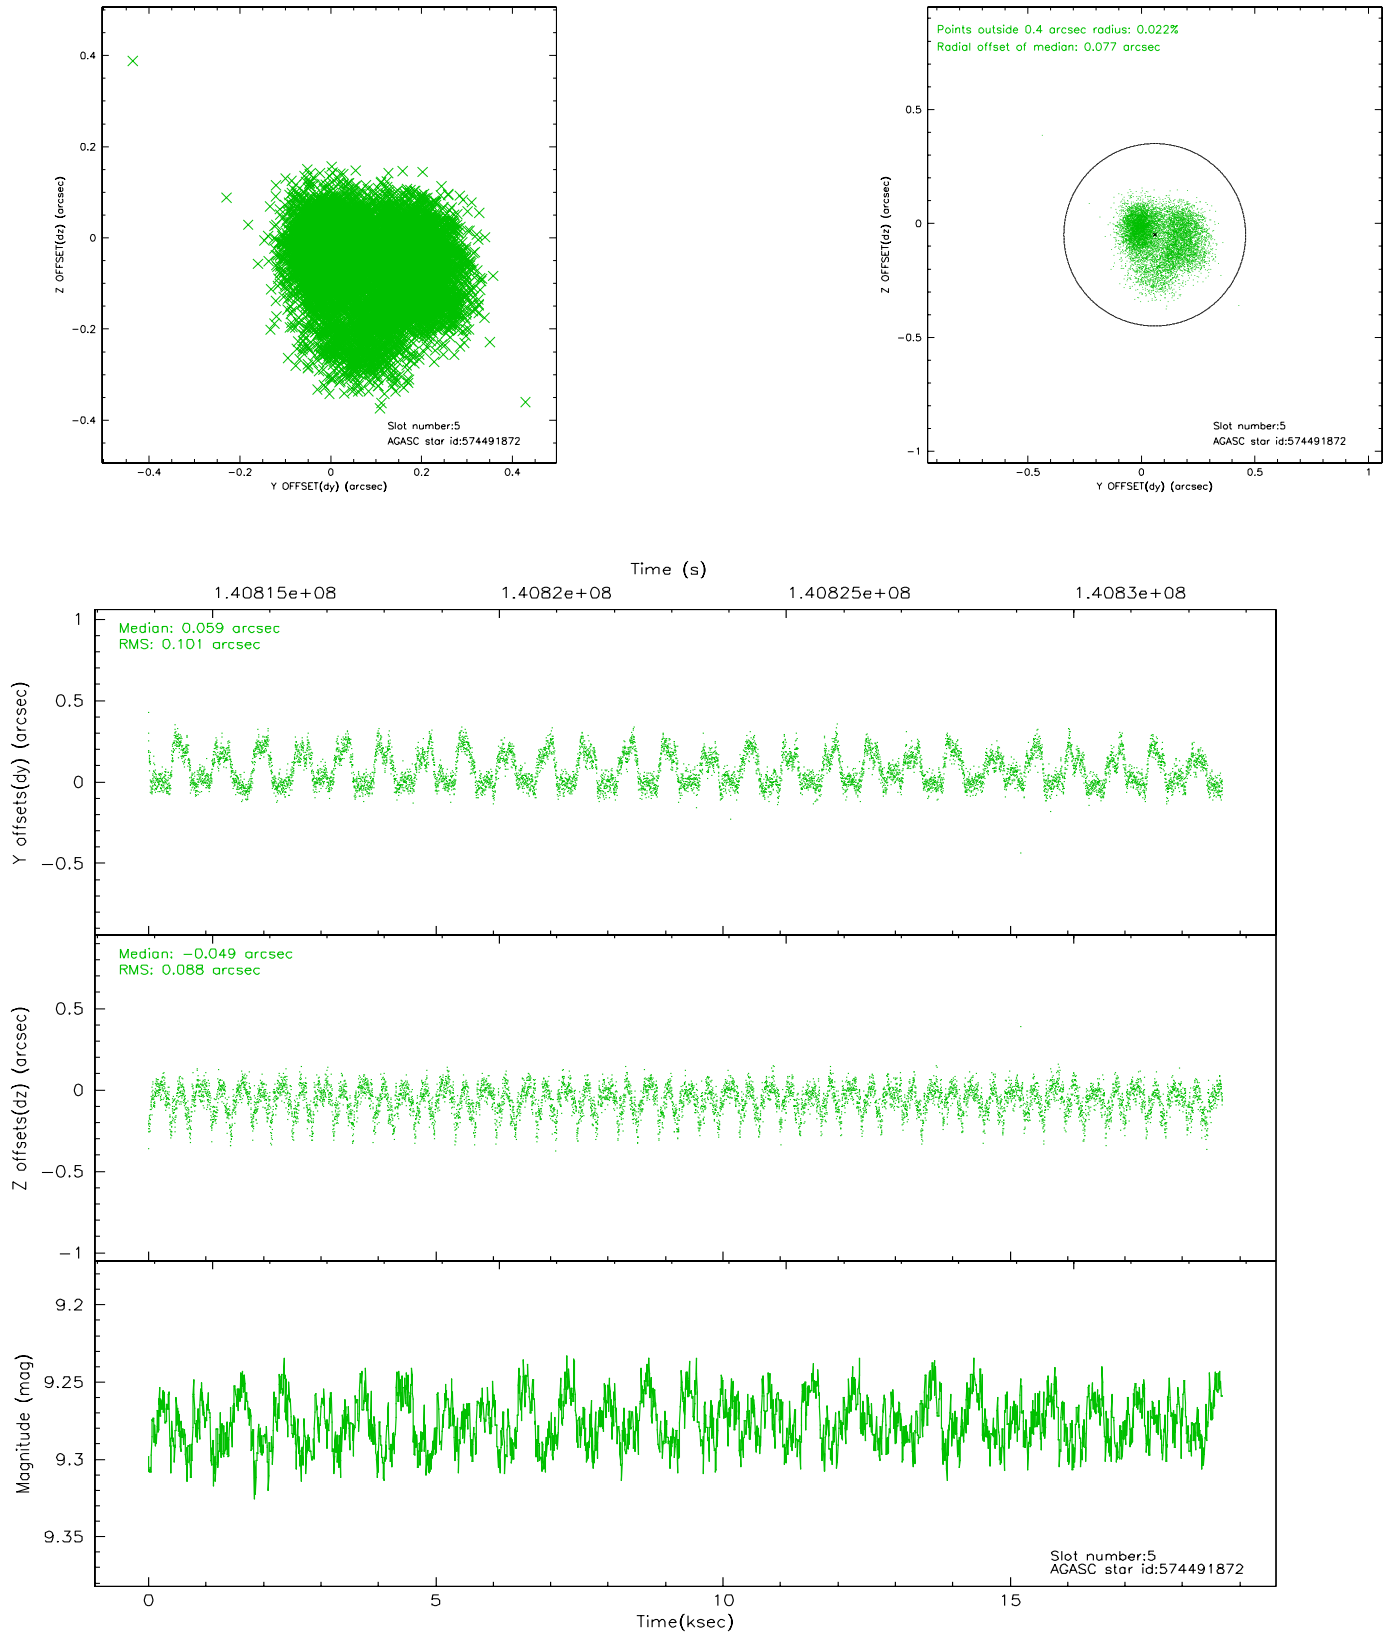 0.4
0.2
0
−0.2
−0.4
Z OFFSET(dz) (arcsec)
−0.4 −0.2 0 0.2 0.4
Y OFFSET(dy) (arcsec)
Slot number:5
AGASC star id:574491872
Points outside 0.4 arcsec radius: 0.022%
Radial offset of median: 0.077 arcsec
0.5
0
−0.5
−1
Z OFFSET(dz) (arcsec)
−0.5 0 0.5 1
Y OFFSET(dy) (arcsec)
Slot number:5
AGASC star id:574491872
Time (s)
1.40815e+08 1.4082e+08 1.40825e+08 1.4083e+08
Median: 0.059 arcsec
RMS: 0.101 arcsec
1
0.5
0
−0.5
Y offsets(dy) (arcsec)
Median: −0.049 arcsec
RMS: 0.088 arcsec
0.5
0
−0.5
−1
Z offsets(dz) (arcsec)
9.2
9.25
9.3
9.35
Magnitude (mag)
Slot number:5
AGASC star id:574491872
0 5 10 15
Time(ksec)